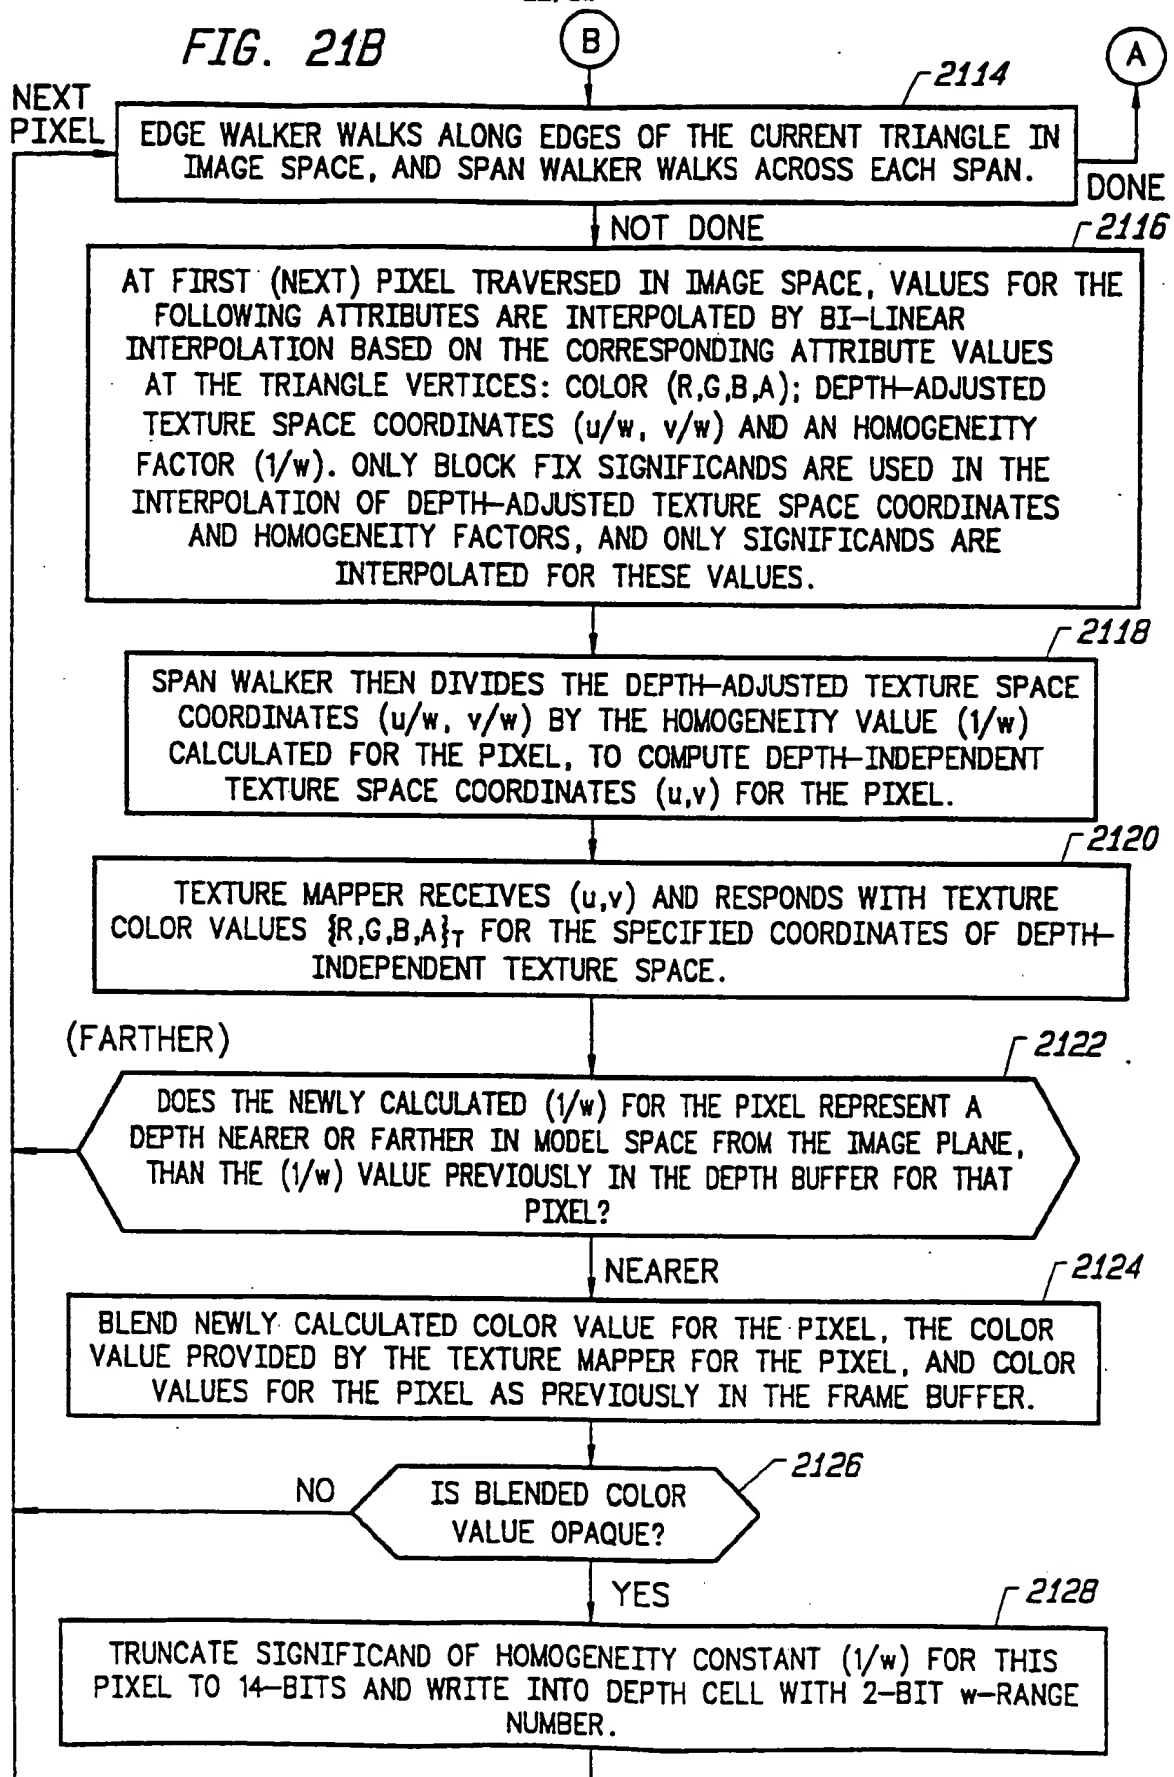 FIG. 21B
B
A
2114
NEXT
PIXEL
EDGE WALKER WALKS ALONG EDGES OF THE CURRENT TRIANGLE IN
IMAGE SPACE, AND SPAN WALKER WALKS ACROSS EACH SPAN.
DONE
NOT DONE
2116
AT FIRST (NEXT) PIXEL TRAVERSED IN IMAGE SPACE, VALUES FOR THE
FOLLOWING ATTRIBUTES ARE INTERPOLATED BY BI-LINEAR
INTERPOLATION BASED ON THE CORRESPONDING ATTRIBUTE VALUES
AT THE TRIANGLE VERTICES: COLOR (R,G,B,A); DEPTH-ADJUSTED
TEXTURE SPACE COORDINATES (u/w, v/w) AND AN HOMOGENEITY
FACTOR (1/w). ONLY BLOCK FIX SIGNIFICANDS ARE USED IN THE
INTERPOLATION OF DEPTH-ADJUSTED TEXTURE SPACE COORDINATES
AND HOMOGENEITY FACTORS, AND ONLY SIGNIFICANDS ARE
INTERPOLATED FOR THESE VALUES.
2118
SPAN WALKER THEN DIVIDES THE DEPTH-ADJUSTED TEXTURE SPACE
COORDINATES (u/w, v/w) BY THE HOMOGENEITY VALUE (1/w)
CALCULATED FOR THE PIXEL, TO COMPUTE DEPTH-INDEPENDENT
TEXTURE SPACE COORDINATES (u,v) FOR THE PIXEL.
2120
TEXTURE MAPPER RECEIVES (u,v) AND RESPONDS WITH TEXTURE
COLOR VALUES {R,G,B,A}T FOR THE SPECIFIED COORDINATES OF DEPTH-
INDEPENDENT TEXTURE SPACE.
(FARTHER)
2122
DOES THE NEWLY CALCULATED (1/w) FOR THE PIXEL REPRESENT A
DEPTH NEARER OR FARTHER IN MODEL SPACE FROM THE IMAGE PLANE,
THAN THE (1/w) VALUE PREVIOUSLY IN THE DEPTH BUFFER FOR THAT
PIXEL?
NEARER
2124
BLEND NEWLY CALCULATED COLOR VALUE FOR THE PIXEL, THE COLOR
VALUE PROVIDED BY THE TEXTURE MAPPER FOR THE PIXEL, AND COLOR
VALUES FOR THE PIXEL AS PREVIOUSLY IN THE FRAME BUFFER.
2126
NO
IS BLENDED COLOR
VALUE OPAQUE?
YES
2128
TRUNCATE SIGNIFICAND OF HOMOGENEITY CONSTANT (1/w) FOR THIS
PIXEL TO 14-BITS AND WRITE INTO DEPTH CELL WITH 2-BIT w-RANGE
NUMBER.